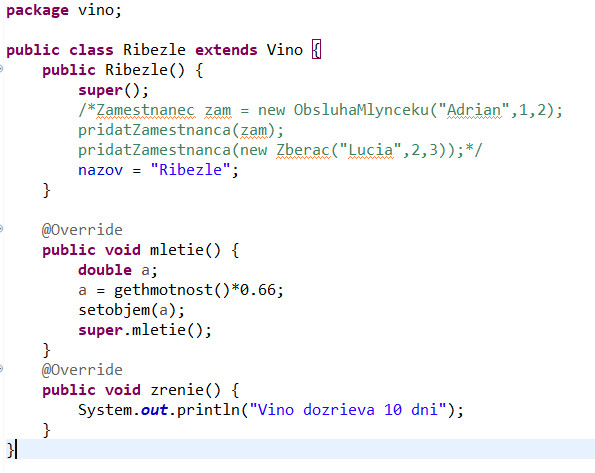 package vino;
public class Ribezle extends Vino {
public Ribezle() {
super();
/*Zamestnanec zam = new ObsluhaMlynceku("Adrian",1,2);
pridatZamestnanca(zam);
pridatZamestnanca(new Zberac("Lucia",2,3));*/
nazov = "Ribezle";
}
@Override
public void mletie() {
double a;
a = gethmotnost()*0.66;
setobjem(a);
super.mletie();
}
@Override
public void zrenie() {
System.out.println("Vino dozrieva 10 dni");
}
}